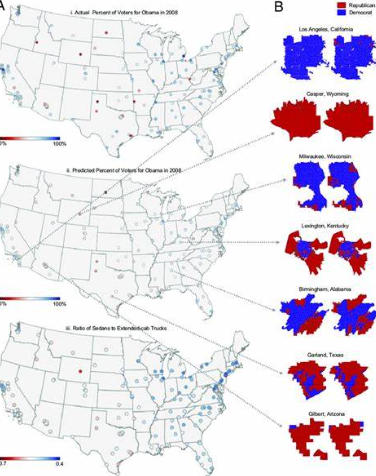 A
B
Republican
Democrat
i. Actual Percent of Voters for Obama in 2008
Los Angeles, California
Casper, Wyoming
0%
100%
ii. Predicted Percent of Voters for Obama in 2008
Milwaukee, Wisconsin
Lexington, Kentucky
Birmingham, Alabama
0%
100%
iii. Ratio of Sedans to Extended-cab Trucks
Garland, Texas
Gilbert, Arizona
0.7
0.4